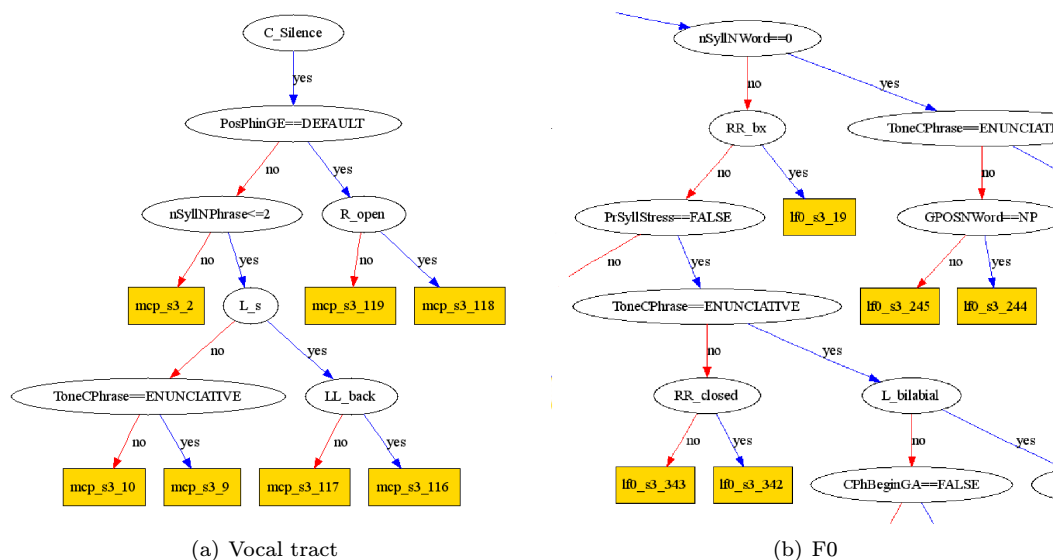 C_Silence
yes
PosPhinGE==DEFAULT
no
yes
nSyllNPhrase<=2
R_open
no
yes
no
yes
mcp_s3_2
L_s
mcp_s3_119
mcp_s3_118
no
yes
ToneCPhrase==ENUNCIATIVE
LL_back
no
yes
no
yes
mcp_s3_10
mcp_s3_9
mcp_s3_117
mcp_s3_116
(a) Vocal tract
nSyllNWord==0
no
yes
RR_bx
ToneCPhrase==ENUNCIATI
no
yes
no
PrSyllStress==FALSE
lf0_s3_19
GPOSNWord==NP
no
yes
no
yes
ToneCPhrase==ENUNCIATIVE
lf0_s3_245
lf0_s3_244
no
yes
RR_closed
L_bilabial
no
yes
no
yes
lf0_s3_343
lf0_s3_342
CPhBeginGA==FALSE
(b) F0